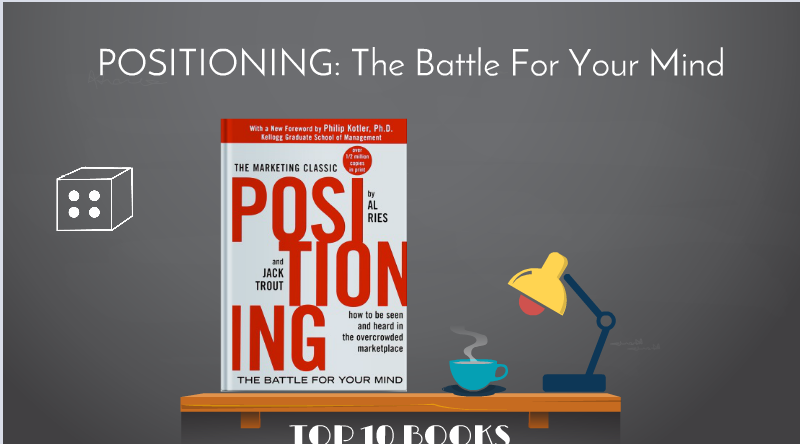 POSITIONING: The Battle For Your Mind
With a New Foreword by Philip Kotler, Ph.D.
Kellogg Graduate School of Management
over
1/2 million
copies
in print
THE MARKETING CLASSIC
POSI
TION
ING
by
AL
RIES
and
JACK
TROUT
how to be seen
and heard in
the overcrowded
marketplace
THE BATTLE FOR YOUR MIND
TOP 10 BOOKS